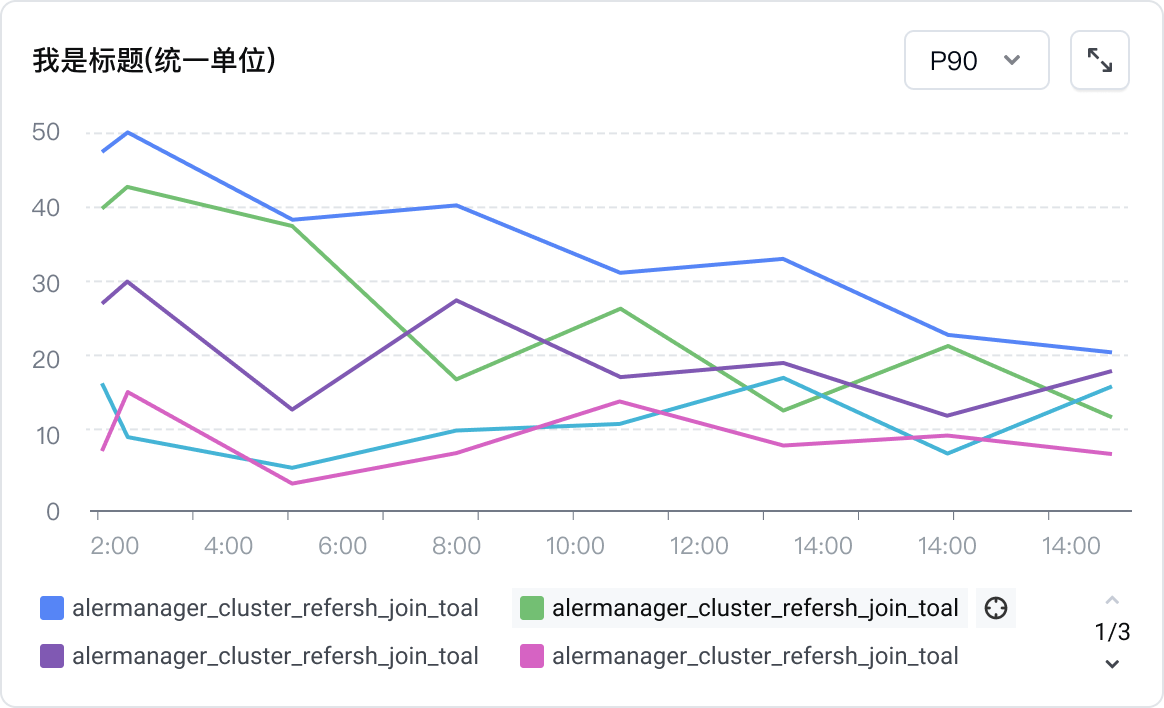 我是标题(统一单位)
P90
50
40
30
20
10
0
2:00 4:00 6:00 8:00 10:00 12:00 14:00 14:00 14:00
alermanager_cluster_refersh_join_toal alermanager_cluster_refersh_join_toal
1/3
alermanager_cluster_refersh_join_toal alermanager_cluster_refersh_join_toal